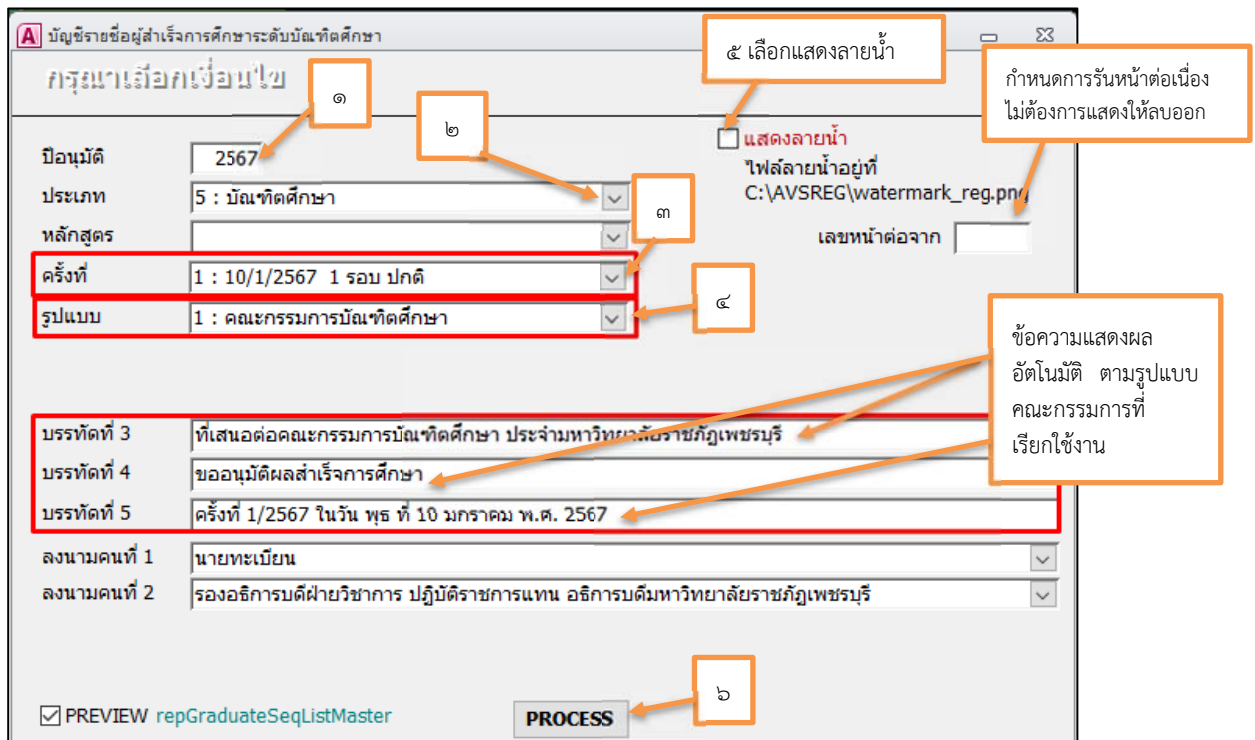 บัญชีรายชื่อผู้สำเร็จการศึกษาระดับบัณฑิตศึกษา
กรุณาเลือกเงื่อนไข
๑
๒
๕ เลือกแสดงลายน้ำ
กำหนดการรันหน้าต่อเนื่อง
ไม่ต้องการแสดงให้ลบออก
ปีอนุมัติ 2567
แสดงลายน้ำ
ไฟล์ลายน้ำอยู่ที่
C:\AVSREG\watermark_reg.png
ประเภท 5 : บัณฑิตศึกษา
๓
หลักสูตร
เลขหน้าต่อจาก
ครั้งที่ 1 : 10/1/2567 1 รอบ ปกติ
๔
รูปแบบ 1 : คณะกรรมการบัณฑิตศึกษา
ข้อความแสดงผล
อัตโนมัติ ตามรูปแบบ
คณะกรรมการที่
เรียกใช้งาน
บรรทัดที่ 3 ที่เสนอต่อคณะกรรมการบัณฑิตศึกษา ประจำมหาวิทยาลัยราชภัฏเพชรบุรี
บรรทัดที่ 4 ขออนุมัติผลสำเร็จการศึกษา
บรรทัดที่ 5 ครั้งที่ 1/2567 ในวัน พุธ ที่ 10 มกราคม พ.ศ. 2567
ลงนามคนที่ 1 นายทะเบียน
ลงนามคนที่ 2 รองอธิการบดีฝ่ายวิชาการ ปฏิบัติราชการแทน อธิการบดีมหาวิทยาลัยราชภัฏเพชรบุรี
๖
PREVIEW repGraduateSeqListMaster
PROCESS